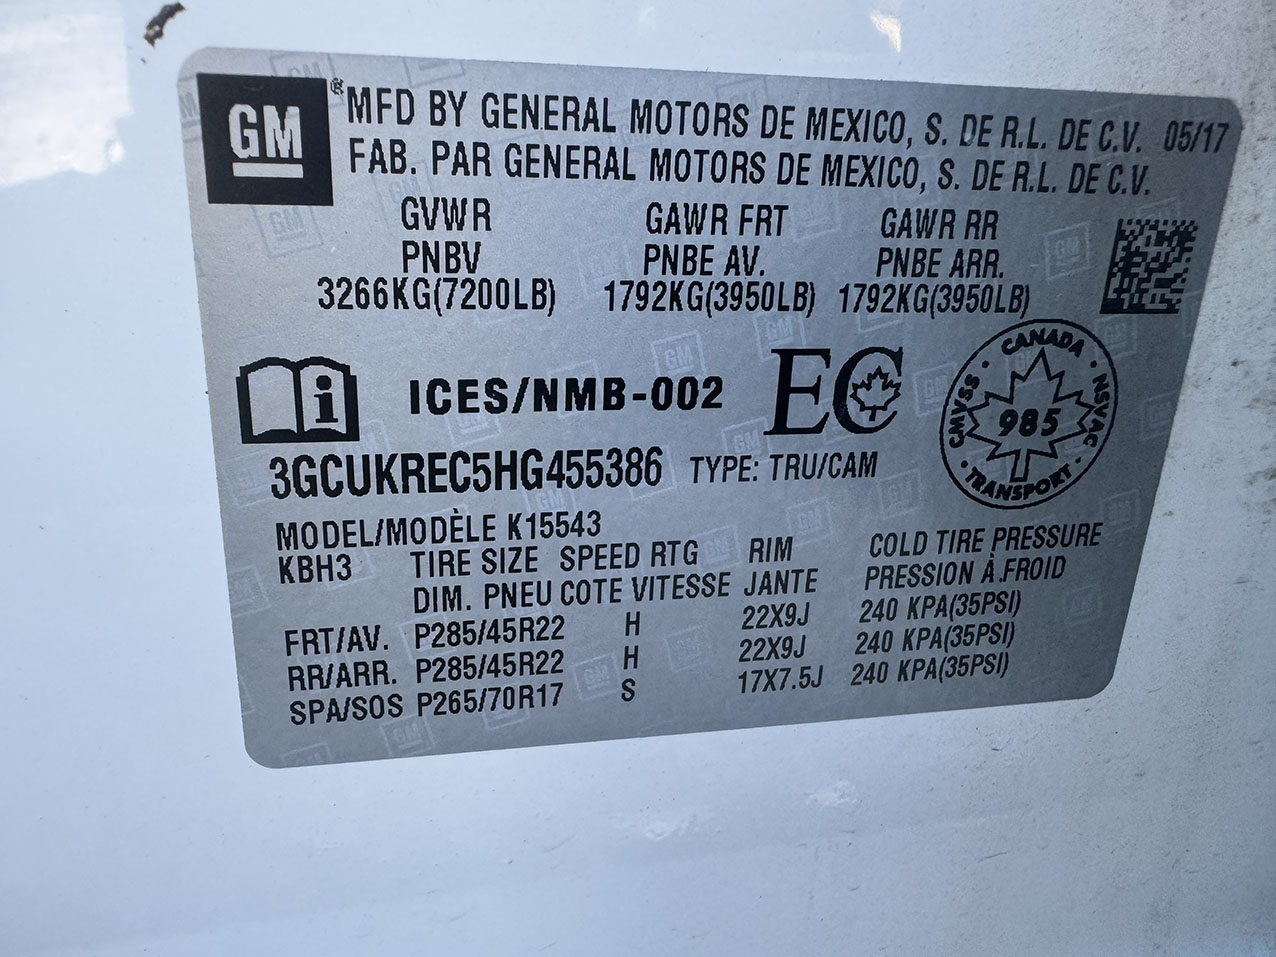 GM
MFD BY GENERAL MOTORS DE MEXICO, S. DE R.L. DE C.V. 05/17
FAB. PAR GENERAL MOTORS DE MEXICO, S. DE R.L. DE C.V.
GVWR GAWR FRT GAWR RR
PNBV PNBE AV. PNBE ARR.
3266KG(7200LB) 1792KG(3950LB) 1792KG(3950LB)
i ICES/NMB-002 EC
CANADA
CMVSS 985 NSVAC
TRANSPORT
3GCUKREC5HG455386 TYPE: TRU/CAM
MODEL/MODÈLE K15543
KBH3 TIRE SIZE SPEED RTG RIM COLD TIRE PRESSURE
DIM. PNEU COTE VITESSE JANTE PRESSION À FROID
FRT/AV. P285/45R22 H 22X9J 240 KPA(35PSI)
RR/ARR. P285/45R22 H 22X9J 240 KPA(35PSI)
SPA/SOS P265/70R17 S 17X7.5J 240 KPA(35PSI)